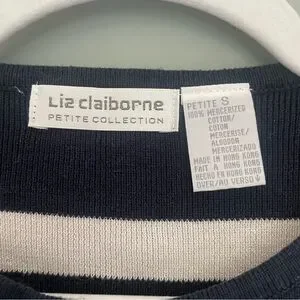 Liz claiborne
PETITE COLLECTION
PETITE S
100% MERCERIZED
COTTON/
COTON
MERCERISE/
ALGODON
MERCERIZADO
MADE IN HONG KONG
FAIT A HONG KONG
HECHO EN HONG KONG
OVER/AU VERSO↓